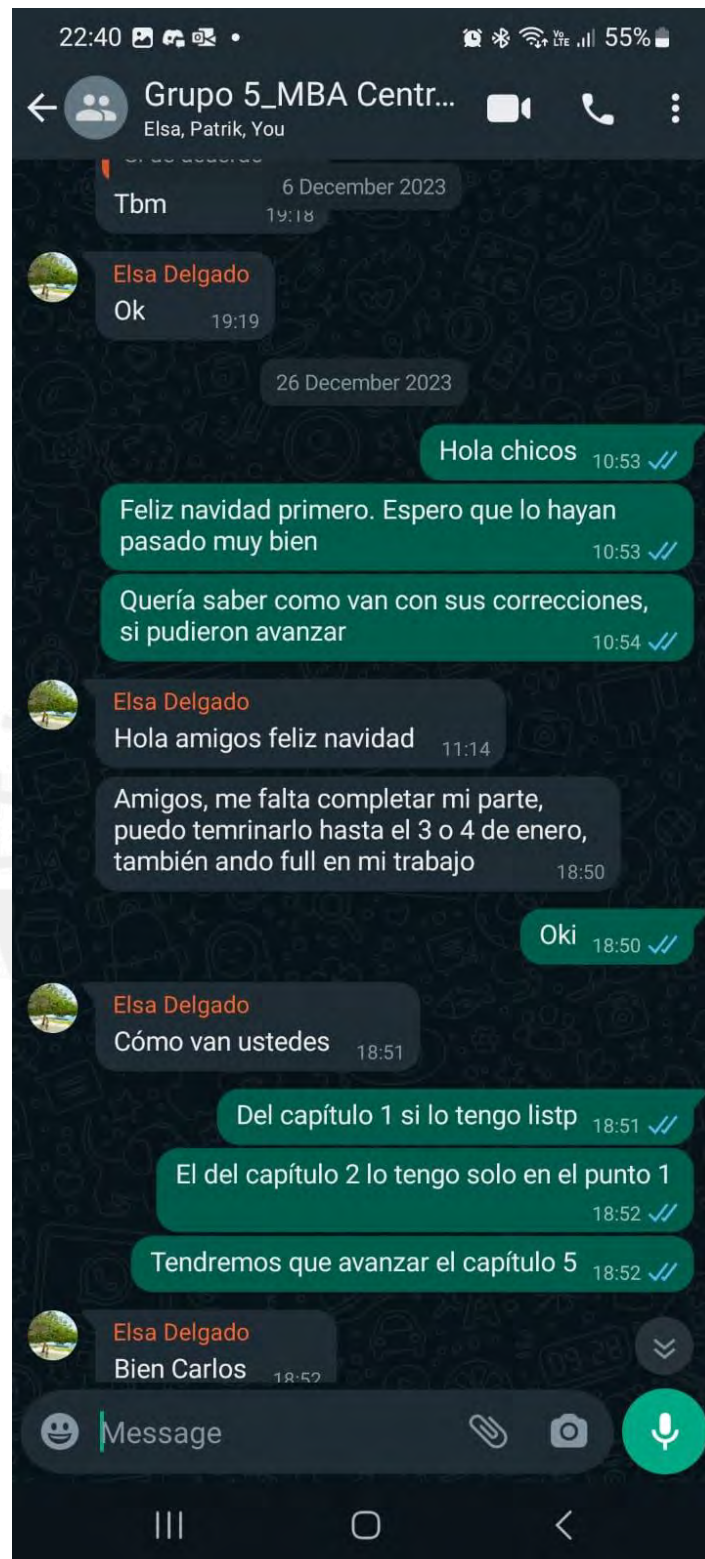 22:40
55%
Grupo 5_MBA Centr...
Elsa, Patrik, You
6 December 2023
Tbm 19:18
Elsa Delgado
Ok 19:19
26 December 2023
Hola chicos 10:53
Feliz navidad primero. Espero que lo hayan
pasado muy bien 10:53
Quería saber como van con sus correcciones,
si pudieron avanzar 10:54
Elsa Delgado
Hola amigos feliz navidad 11:14
Amigos, me falta completar mi parte,
puedo temrinarlo hasta el 3 o 4 de enero,
también ando full en mi trabajo 18:50
Oki 18:50
Elsa Delgado
Cómo van ustedes 18:51
Del capítulo 1 si lo tengo listp 18:51
El del capítulo 2 lo tengo solo en el punto 1
18:52
Tendremos que avanzar el capítulo 5 18:52
Elsa Delgado
Bien Carlos 18:52
Message